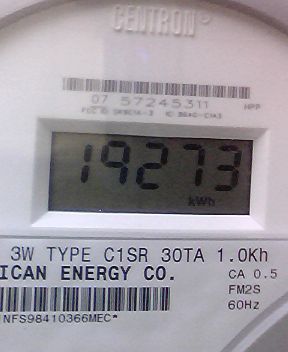 CENTRON®
07 57245311 HPP
19273
kWh
3W TYPE C1SR 30TA 1.0Kh
ICAN ENERGY CO. CA 0.5
FM2S
60Hz
NFS98410366MEC*